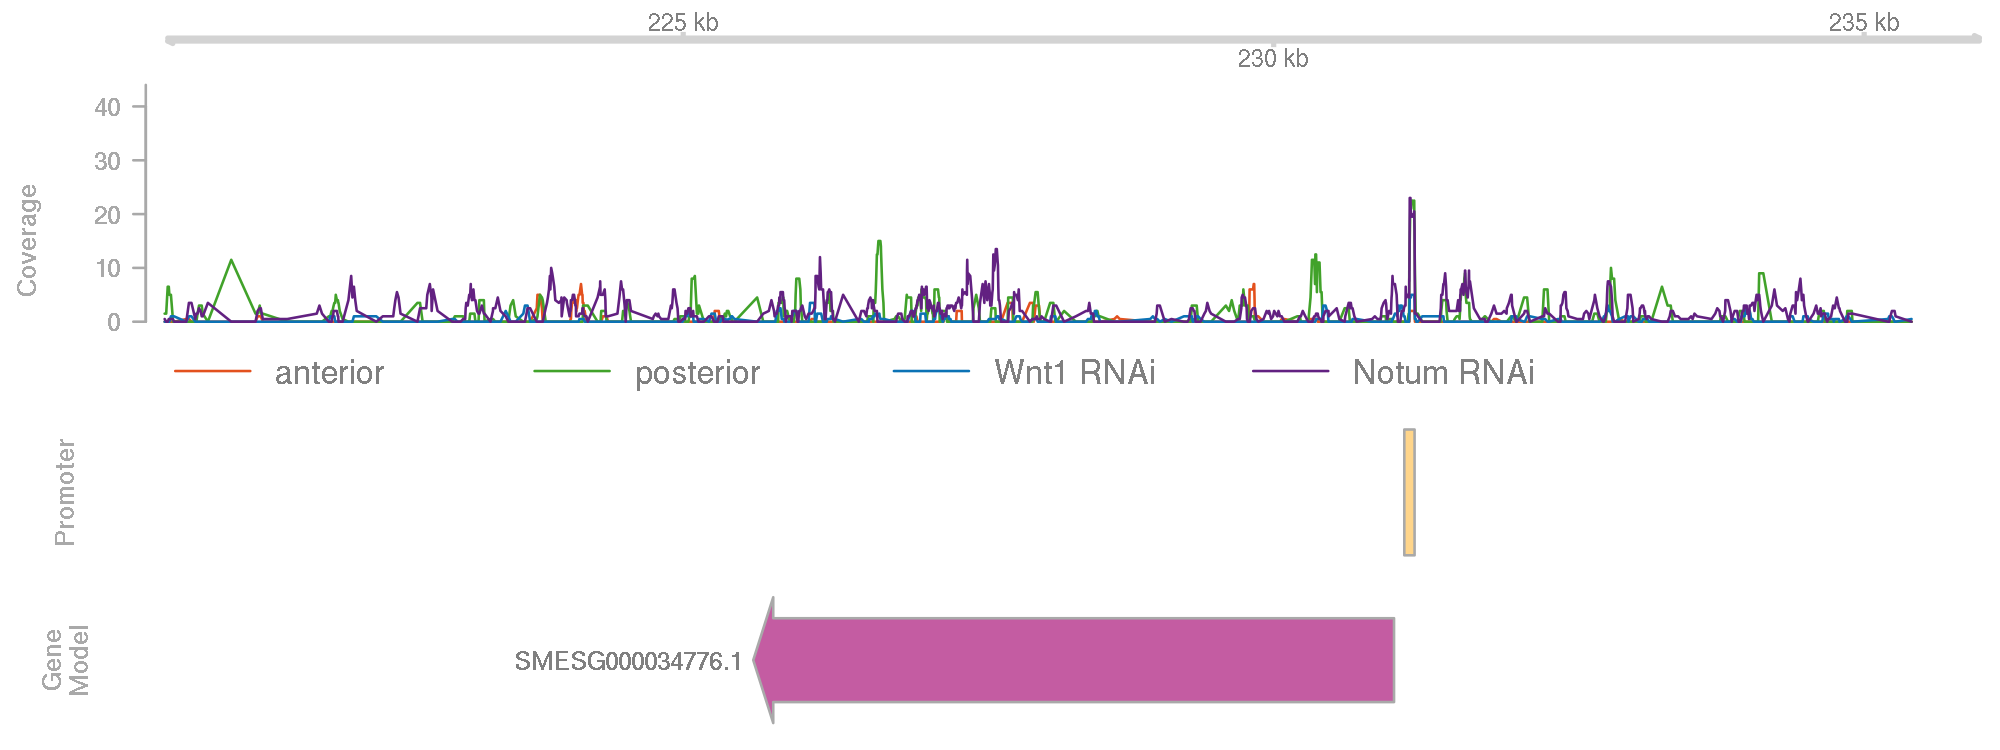 225 kb
235 kb
230 kb
Coverage
40
30
20
10
0
anterior posterior Wnt1 RNAi Notum RNAi
Promoter
Gene
Model
SMESG000034776.1